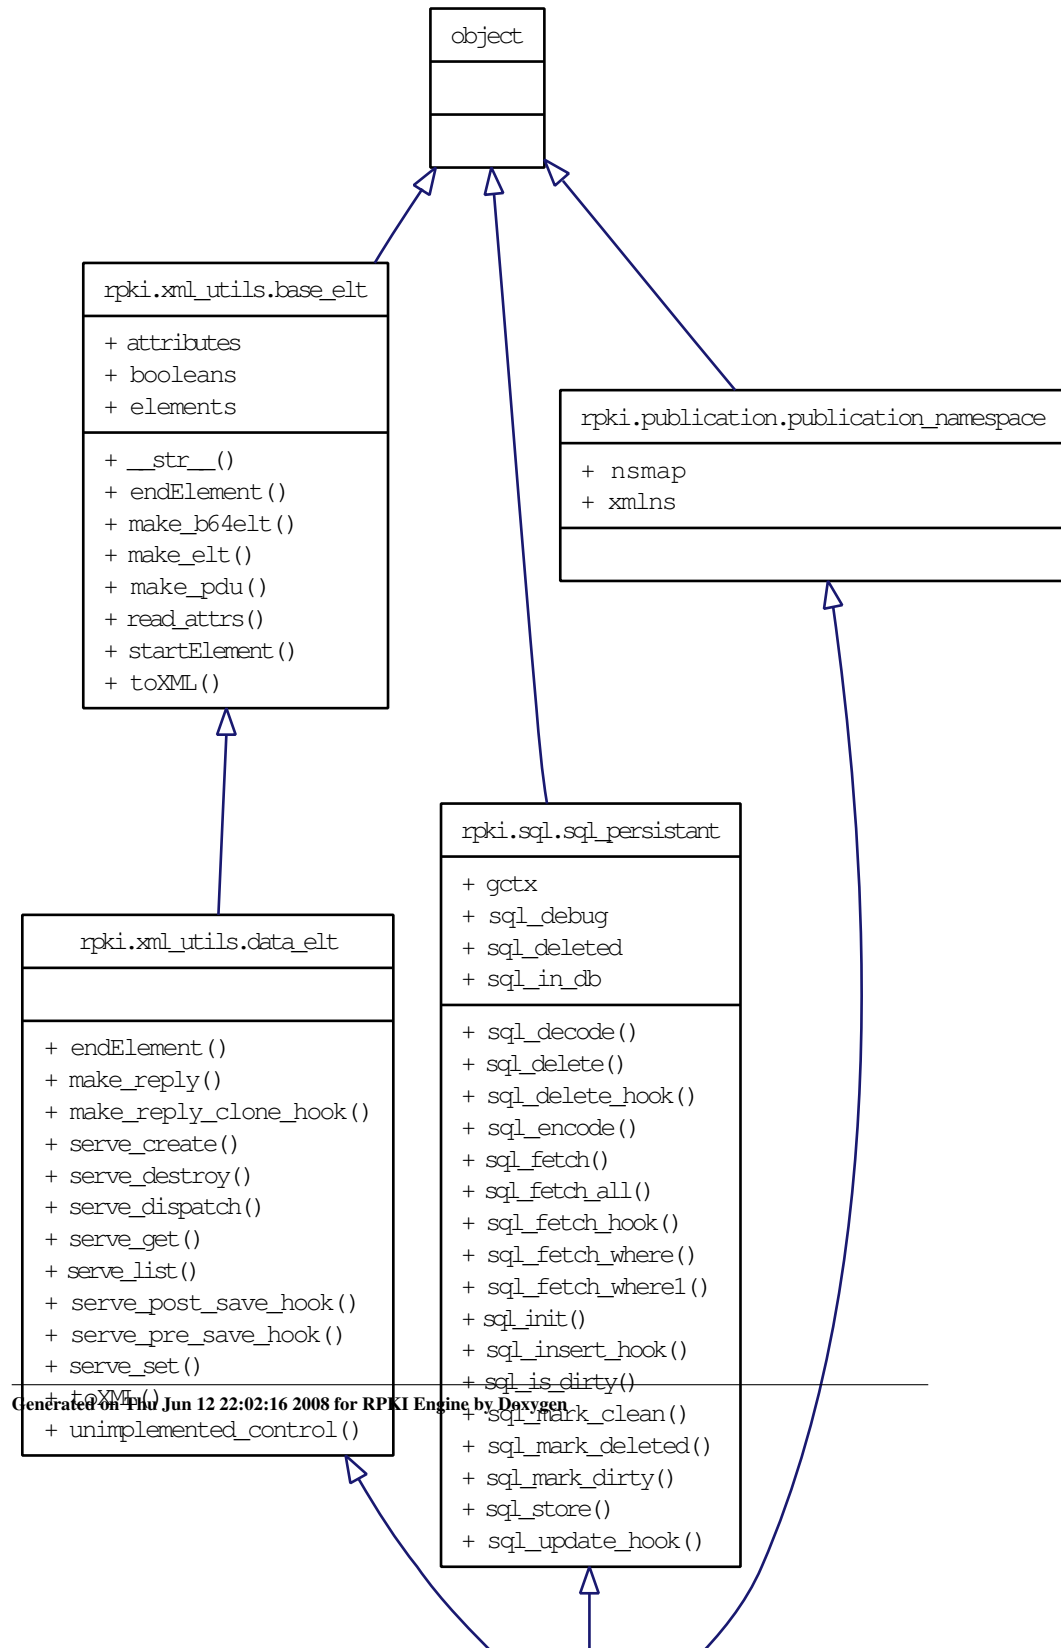 object
rpki.xml_utils.base_elt
+ attributes
+ booleans
+ elements
+ __str__()
+ endElement()
+ make_b64elt()
+ make_elt()
+ make_pdu()
+ read_attrs()
+ startElement()
+ toXML()
rpki.publication.publication_namespace
+ nsmap
+ xmlns
rpki.xml_utils.data_elt
+ endElement()
+ make_reply()
+ make_reply_clone_hook()
+ serve_create()
+ serve_destroy()
+ serve_dispatch()
+ serve_get()
+ serve_list()
+ serve_post_save_hook()
+ serve_pre_save_hook()
+ serve_set()
+ toXML()
+ unimplemented_control()
rpki.sql.sql_persistant
+ gctx
+ sql_debug
+ sql_deleted
+ sql_in_db
+ sql_decode()
+ sql_delete()
+ sql_delete_hook()
+ sql_encode()
+ sql_fetch()
+ sql_fetch_all()
+ sql_fetch_hook()
+ sql_fetch_where()
+ sql_fetch_where1()
+ sql_init()
+ sql_insert_hook()
+ sql_is_dirty()
+ sql_mark_clean()
+ sql_mark_deleted()
+ sql_mark_dirty()
+ sql_store()
+ sql_update_hook()
Generated on Thu Jun 12 22:02:16 2008 for RPKI Engine by Doxygen